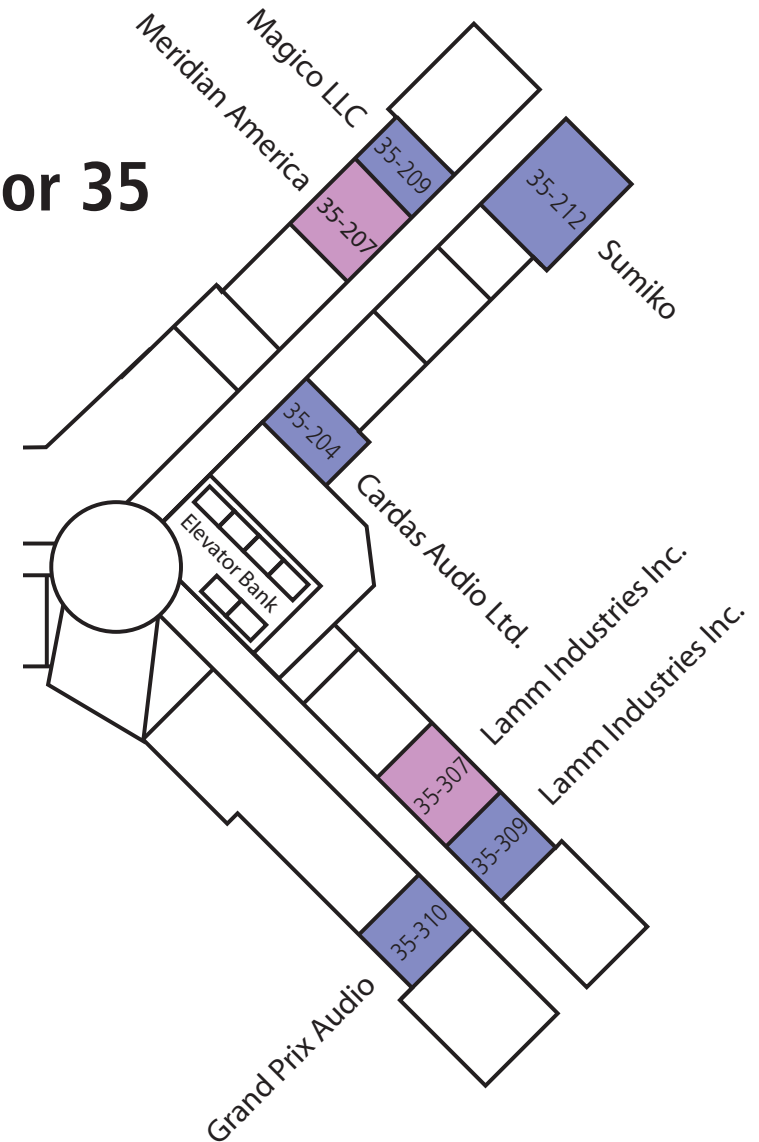 Magico LLC
Meridian America
or 35
35-209
35-207
35-212
Sumiko
35-204
Cardas Audio Ltd.
Elevator Bank
Lamm Industries Inc.
Lamm Industries Inc.
35-307
35-309
35-310
Grand Prix Audio